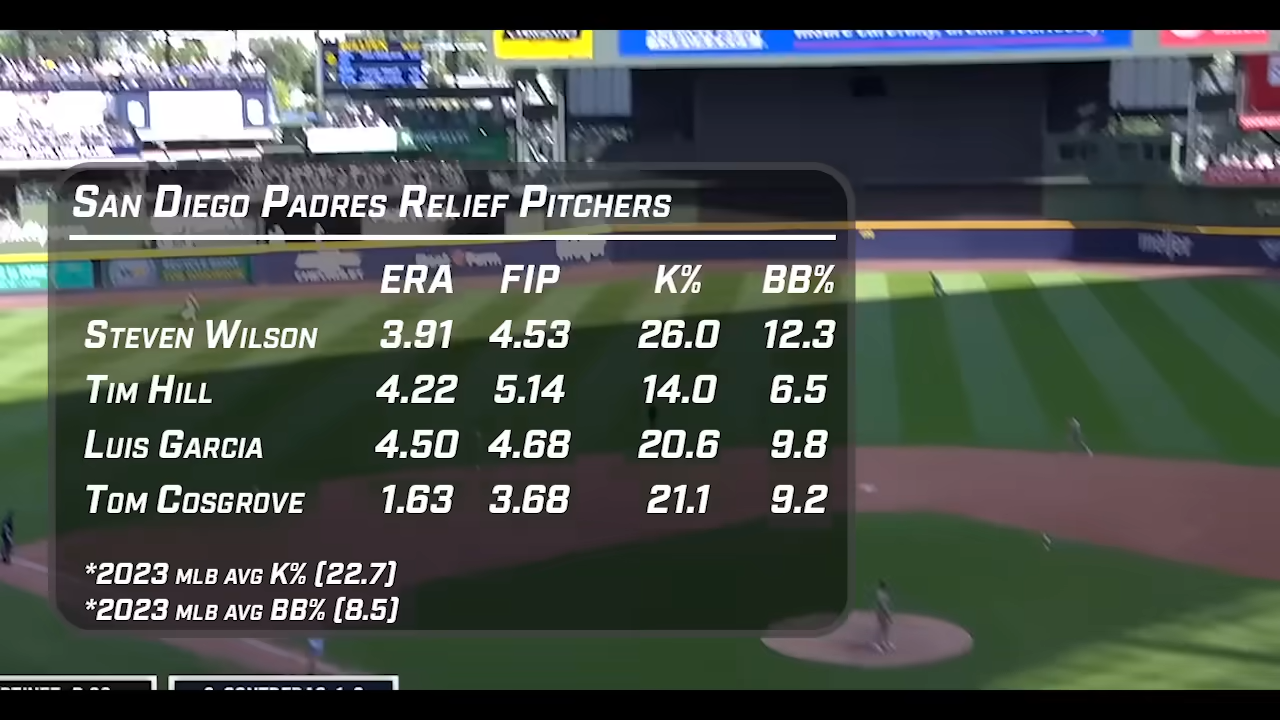 San Diego Padres Relief Pitchers
ERA FIP K% BB%
Steven Wilson 3.91 4.53 26.0 12.3
Tim Hill 4.22 5.14 14.0 6.5
Luis Garcia 4.50 4.68 20.6 9.8
Tom Cosgrove 1.63 3.68 21.1 9.2
*2023 MLB AVG K% (22.7)
*2023 MLB AVG BB% (8.5)
meijer